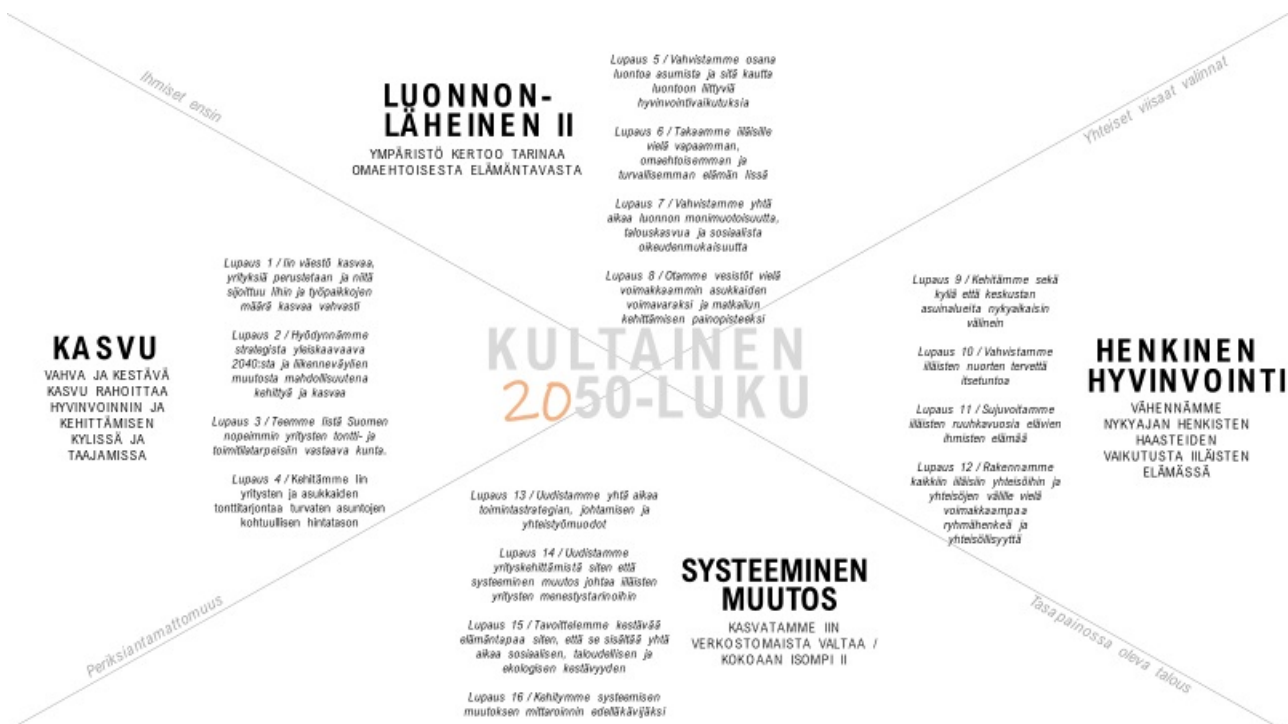 Ihmiset ensin
Yhteiset viisaat valinnat
LUONNON-
LÄHEINEN II
YMPÄRISTÖ KERTOO TARINAA
OMAEHTOISESTA ELÄMÄNTAVASTA
Lupaus 5 / Vahvistamme osana
luontoa asumista ja sitä kautta
luontoon liittyviä
hyvinvointivaikutuksia
Lupaus 6 / Takaamme iiläisille
vielä vapaamman,
omaehtoisemman ja
turvallisemman elämän Iissä
Lupaus 7 / Vahvistamme yhtä
aikaa luonnon monimuotoisuutta,
talouskasvua ja sosiaalista
oikeudenmukaisuutta
Lupaus 8 / Otamme vesistöt vielä
voimakkaammin asukkaiden
voimavaraksi ja matkailun
kehittämisen painopisteeksi
KASVU
VAHVA JA KESTÄVÄ
KASVU RAHOITTAA
HYVINVOINNIN JA
KEHITTÄMISEN
KYLISSÄ JA
TAAJAMISSA
Lupaus 1 / Iin väestö kasvaa,
yrityksiä perustetaan ja niitä
sijoittuu Iihin ja työpaikkojen
määrä kasvaa vahvasti
Lupaus 2 / Hyödynnämme
strategista yleiskaavaava
2040:sta ja liikenneväylien
muutosta mahdollisuutena
kehittyä ja kasvaa
Lupaus 3 / Teemme Iistä Suomen
nopeimmin yritysten tontti- ja
toimitilatarpeisiin vastaava kunta.
Lupaus 4 / Kehitämme Iin
yritysten ja asukkaiden
tonttitarjontaa turvaten asuntojen
kohtuullisen hintatason
KULTAINEN
2050-LUKU
Lupaus 9 / Kehitämme sekä
kyliä että keskustan
asuinalueita nykyaikaisin
välinein
Lupaus 10 / Vahvistamme
iiläisten nuorten tervettä
itsetuntoa
Lupaus 11 / Sujuvoitamme
iiläisten ruuhkavuosia elävien
ihmisten elämää
Lupaus 12 / Rakennamme
kaikkiin iiläisiin yhteisöihin ja
yhteisöjen välille vielä
voimakkaampaa
ryhmähenkeä ja
yhteisöllisyyttä
HENKINEN
HYVINVOINTI
VÄHENNÄMME
NYKYAJAN HENKISTEN
HAASTEIDEN
VAIKUTUSTA IILÄISTEN
ELÄMÄSSÄ
Lupaus 13 / Uudistamme yhtä aikaa
toimintastrategian, johtamisen ja
yhteistyömuodot
Lupaus 14 / Uudistamme
yrityskehittämistä siten että
systeeminen muutos johtaa iiläisten
yritysten menestystarinoihin
Lupaus 15 / Tavoittelemme kestävää
elämäntapaa siten, että se sisältää yhtä
aikaa sosiaalisen, taloudellisen ja
ekologisen kestävyyden
Lupaus 16 / Kehitymme systeemisen
muutoksen mittaroinnin edelläkävijäksi
SYSTEEMINEN
MUUTOS
KASVATAMME IIN
VERKOSTOMAISTA VALTAA /
KOKOAAN ISOMPI II
Periksiantamattomuus
Tasapainossa oleva talous